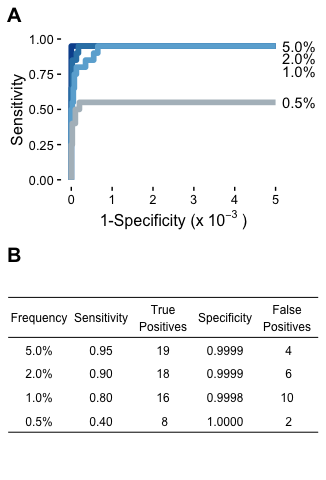 A
1.00
0.75
0.50
0.25
0.00
Sensitivity
5.0%
2.0%
1.0%
0.5%
0 1 2 3 4 5
1-Specificity (x 10⁻³ )
B
Frequency Sensitivity True Positives Specificity False Positives
5.0% 0.95 19 0.9999 4
2.0% 0.90 18 0.9999 6
1.0% 0.80 16 0.9998 10
0.5% 0.40 8 1.0000 2